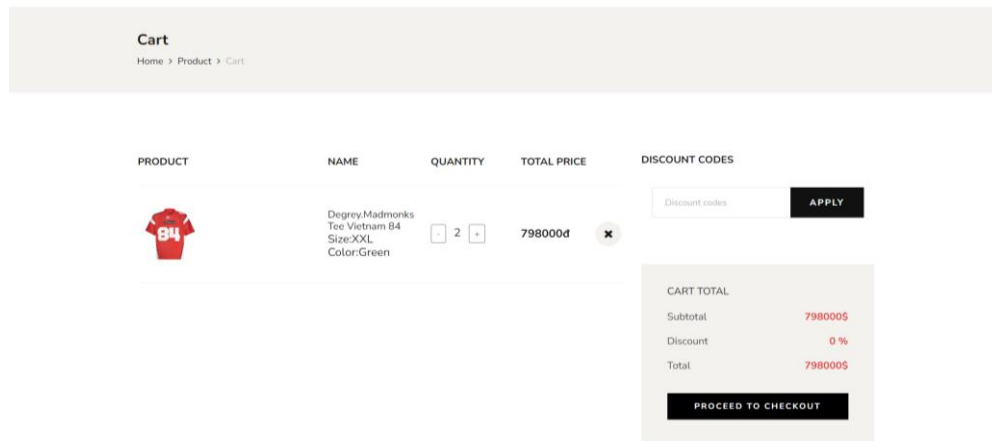 Cart
Home > Product > Cart
PRODUCT NAME QUANTITY TOTAL PRICE
84
Degrey.Madmonks
Tee Vietnam 84
Size:XXL
Color:Green
- 2 +
798000đ
×
DISCOUNT CODES
Discount codes APPLY
CART TOTAL
Subtotal 798000$
Discount 0 %
Total 798000$
PROCEED TO CHECKOUT